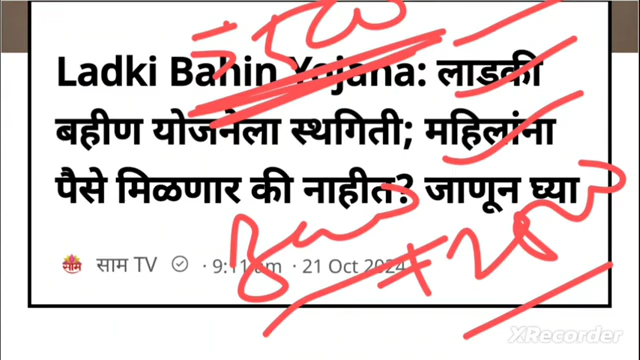 Ladki Bahin Yojana: लाडकी
बहीण योजनेला स्थगिती; महिलांना
पैसे मिळणार की नाहीत? जाणून घ्या
साम साम TV · 9:11 am · 21 Oct 2024
XRecorder